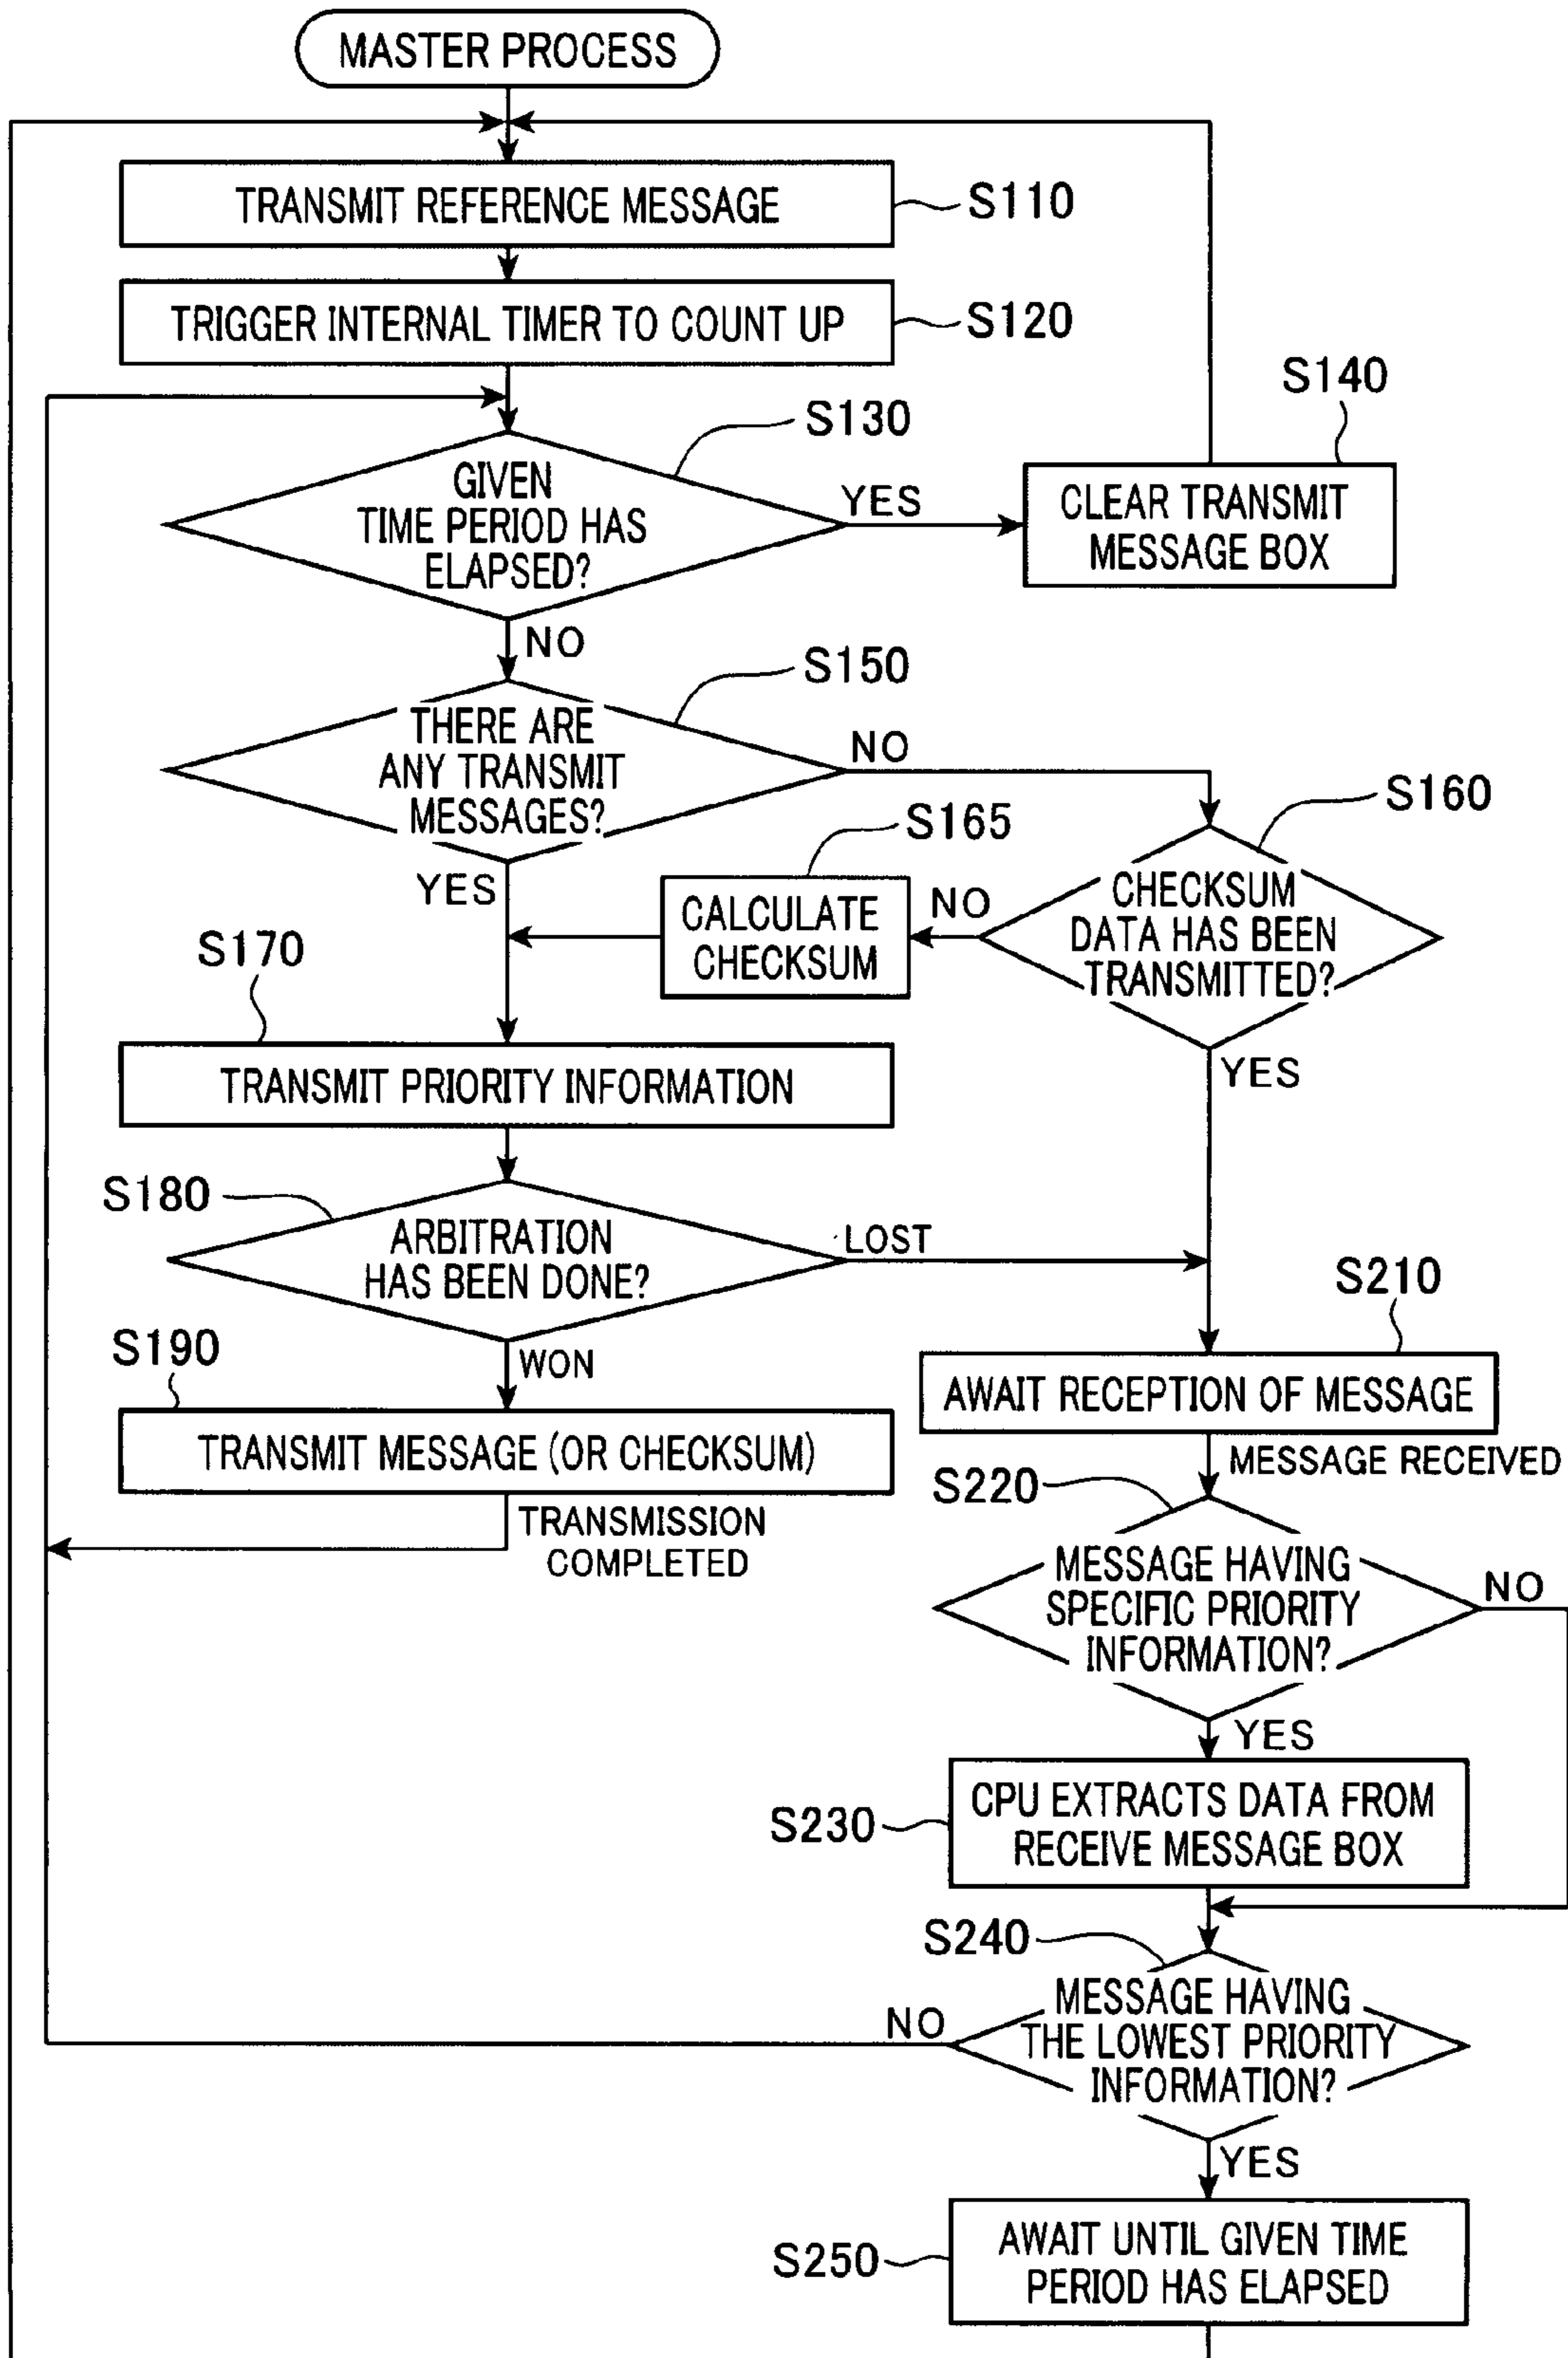 MASTER PROCESS
TRANSMIT REFERENCE MESSAGE
S110
TRIGGER INTERNAL TIMER TO COUNT UP
S120
S130
GIVEN
TIME PERIOD HAS
ELAPSED?
YES
S140
CLEAR TRANSMIT
MESSAGE BOX
NO
S150
THERE ARE
ANY TRANSMIT
MESSAGES?
NO
S160
CHECKSUM
DATA HAS BEEN
TRANSMITTED?
NO
S165
CALCULATE
CHECKSUM
YES
YES
S170
TRANSMIT PRIORITY INFORMATION
S180
ARBITRATION
HAS BEEN DONE?
LOST
WON
S190
TRANSMIT MESSAGE (OR CHECKSUM)
TRANSMISSION
COMPLETED
S210
AWAIT RECEPTION OF MESSAGE
MESSAGE RECEIVED
S220
MESSAGE HAVING
SPECIFIC PRIORITY
INFORMATION?
NO
YES
S230
CPU EXTRACTS DATA FROM
RECEIVE MESSAGE BOX
S240
MESSAGE HAVING
THE LOWEST PRIORITY
INFORMATION?
NO
YES
S250
AWAIT UNTIL GIVEN TIME
PERIOD HAS ELAPSED